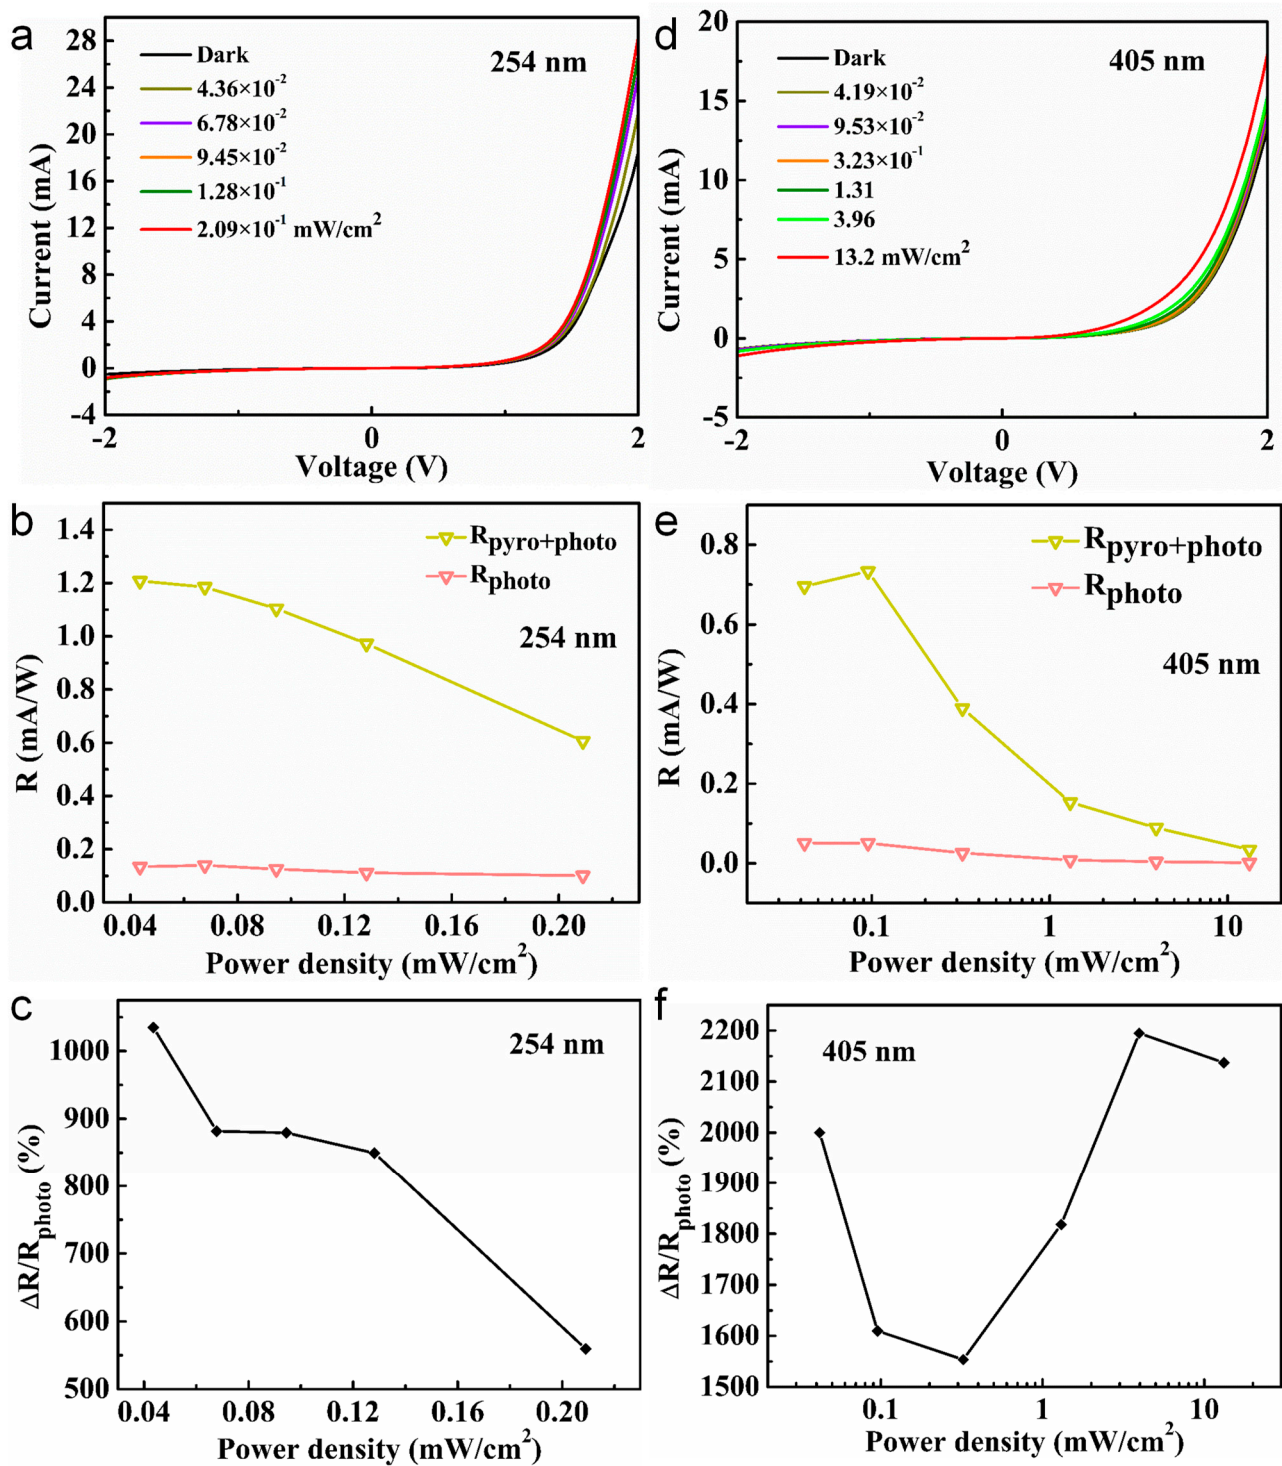 a
254 nm
Dark
4.36×10⁻²
6.78×10⁻²
9.45×10⁻²
1.28×10⁻¹
2.09×10⁻¹ mW/cm²
28
24
20
16
12
8
4
0
-4
-2
0
2
Current (mA)
Voltage (V)
d
405 nm
Dark
4.19×10⁻²
9.53×10⁻²
3.23×10⁻¹
1.31
3.96
13.2 mW/cm²
20
15
10
5
0
-5
-2
0
2
Current (mA)
Voltage (V)
b
R_pyro+photo
R_photo
254 nm
1.4
1.2
1.0
0.8
0.6
0.4
0.2
0.0
0.04
0.08
0.12
0.16
0.20
R (mA/W)
Power density (mW/cm²)
e
R_pyro+photo
R_photo
405 nm
0.8
0.6
0.4
0.2
0.0
0.1
1
10
R (mA/W)
Power density (mW/cm²)
c
254 nm
1000
900
800
700
600
500
0.04
0.08
0.12
0.16
0.20
ΔR/R_photo (%)
Power density (mW/cm²)
f
405 nm
2200
2100
2000
1900
1800
1700
1600
1500
0.1
1
10
ΔR/R_photo (%)
Power density (mW/cm²)